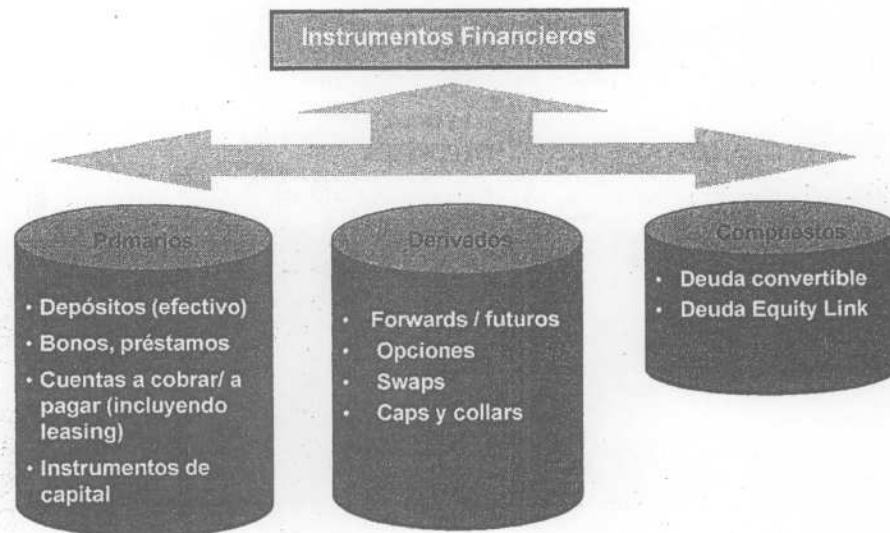 Instrumentos Financieros
Primarios
• Depósitos (efectivo)
• Bonos, préstamos
• Cuentas a cobrar/ a
pagar (incluyendo
leasing)
• Instrumentos de
capital
Derivados
• Forwards / futuros
• Opciones
• Swaps
• Caps y collars
Compuestos
• Deuda convertible
• Deuda Equity Link